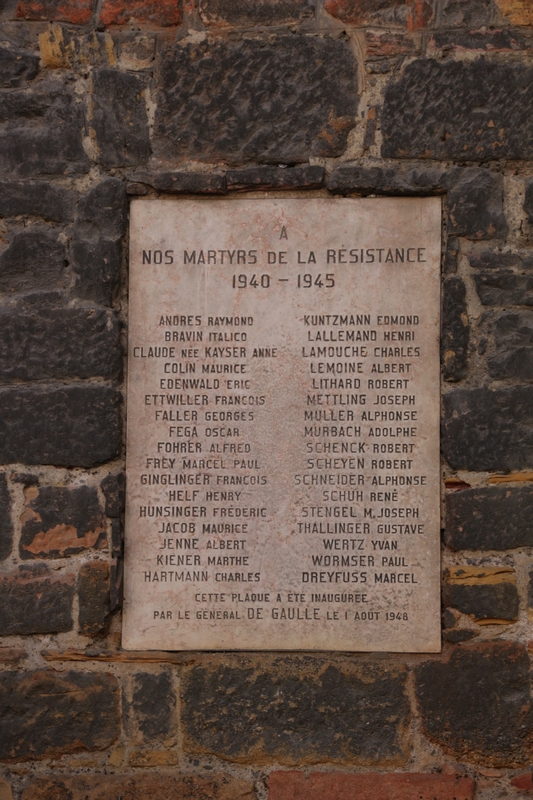 A
NOS MARTYRS DE LA RÉSISTANCE
1940 – 1945
ANDRES RAYMOND
BRAVIN ITALICO
CLAUDE NÉE KAYSER ANNE
COLIN MAURICE
EDENWALD ERIC
ETTWILLER FRANCOIS
FALLER GEORGES
FEGA OSCAR
FOHRER ALFRED
FREY MARCEL PAUL
GINGLINGER FRANCOIS
HELF HENRY
HUNSINGER FRÉDERIC
JACOB MAURICE
JENNE ALBERT
KIENER MARTHE
HARTMANN CHARLES
KUNTZMANN EDMOND
LALLEMAND HENRI
LAMOUCHE CHARLES
LEMOINE ALBERT
LITHARD ROBERT
METTLING JOSEPH
MULLER ALPHONSE
MURBACH ADOLPHE
SCHENCK ROBERT
SCHEYEN ROBERT
SCHNEIDER ALPHONSE
SCHUH RENÉ
STENGEL M. JOSEPH
THALLINGER GUSTAVE
WERTZ YVAN
WORMSER PAUL
DREYFUSS MARCEL
CETTE PLAQUE A ÉTÉ INAUGURÉE
PAR LE GÉNÉRAL DE GAULLE LE 1 AOÛT 1948